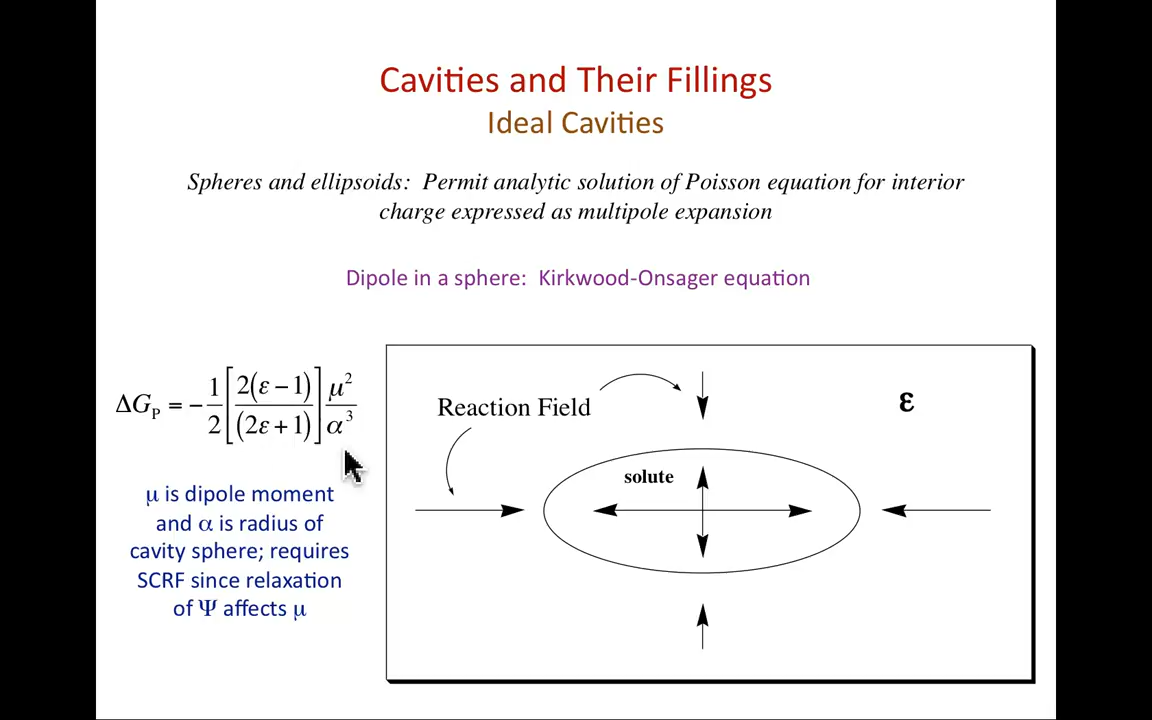 Cavities and Their Fillings
Ideal Cavities
Spheres and ellipsoids: Permit analytic solution of Poisson equation for interior
charge expressed as multipole expansion
Dipole in a sphere: Kirkwood-Onsager equation
ΔG_P = -1/2 [2(ε - 1)/(2ε + 1)] μ²/α³
μ is dipole moment
and α is radius of
cavity sphere; requires
SCRF since relaxation
of Ψ affects μ
Reaction Field
ε
solute